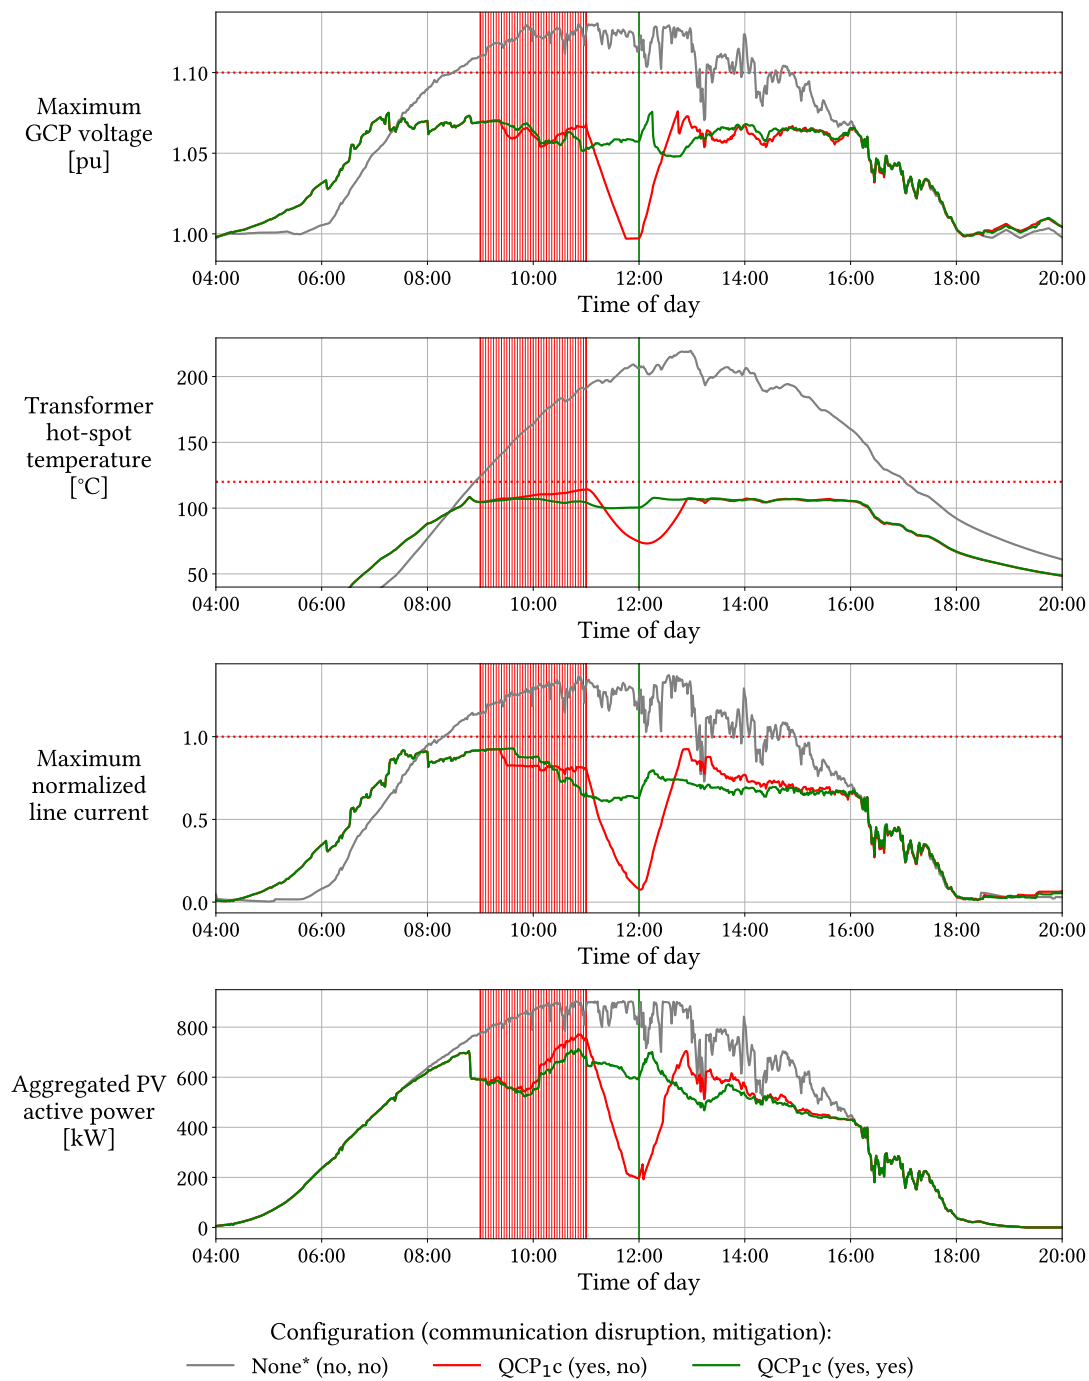 Maximum
GCP voltage
[pu]
1.10
1.05
1.00
04:00 06:00 08:00 10:00 12:00 14:00 16:00 18:00 20:00
Time of day
Transformer
hot-spot
temperature
[°C]
200
150
100
50
04:00 06:00 08:00 10:00 12:00 14:00 16:00 18:00 20:00
Time of day
Maximum
normalized
line current
1.0
0.5
0.0
04:00 06:00 08:00 10:00 12:00 14:00 16:00 18:00 20:00
Time of day
Aggregated PV
active power
[kW]
800
600
400
200
0
04:00 06:00 08:00 10:00 12:00 14:00 16:00 18:00 20:00
Time of day
Configuration (communication disruption, mitigation):
None* (no, no) QCP₁c (yes, no) QCP₁c (yes, yes)